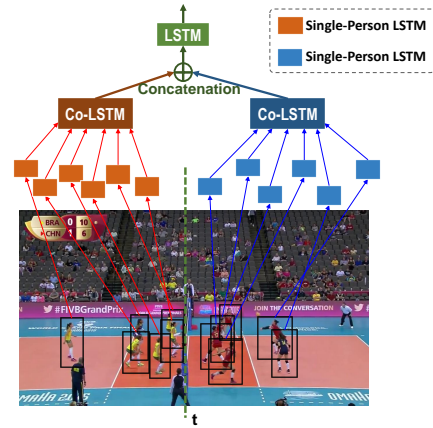 LSTM
Single-Person LSTM
Single-Person LSTM
Concatenation
Co-LSTM
Co-LSTM
BRA 0 10
CHN 1 6
#FIVBGrandPrix
JOIN THE CONVERSATION
t